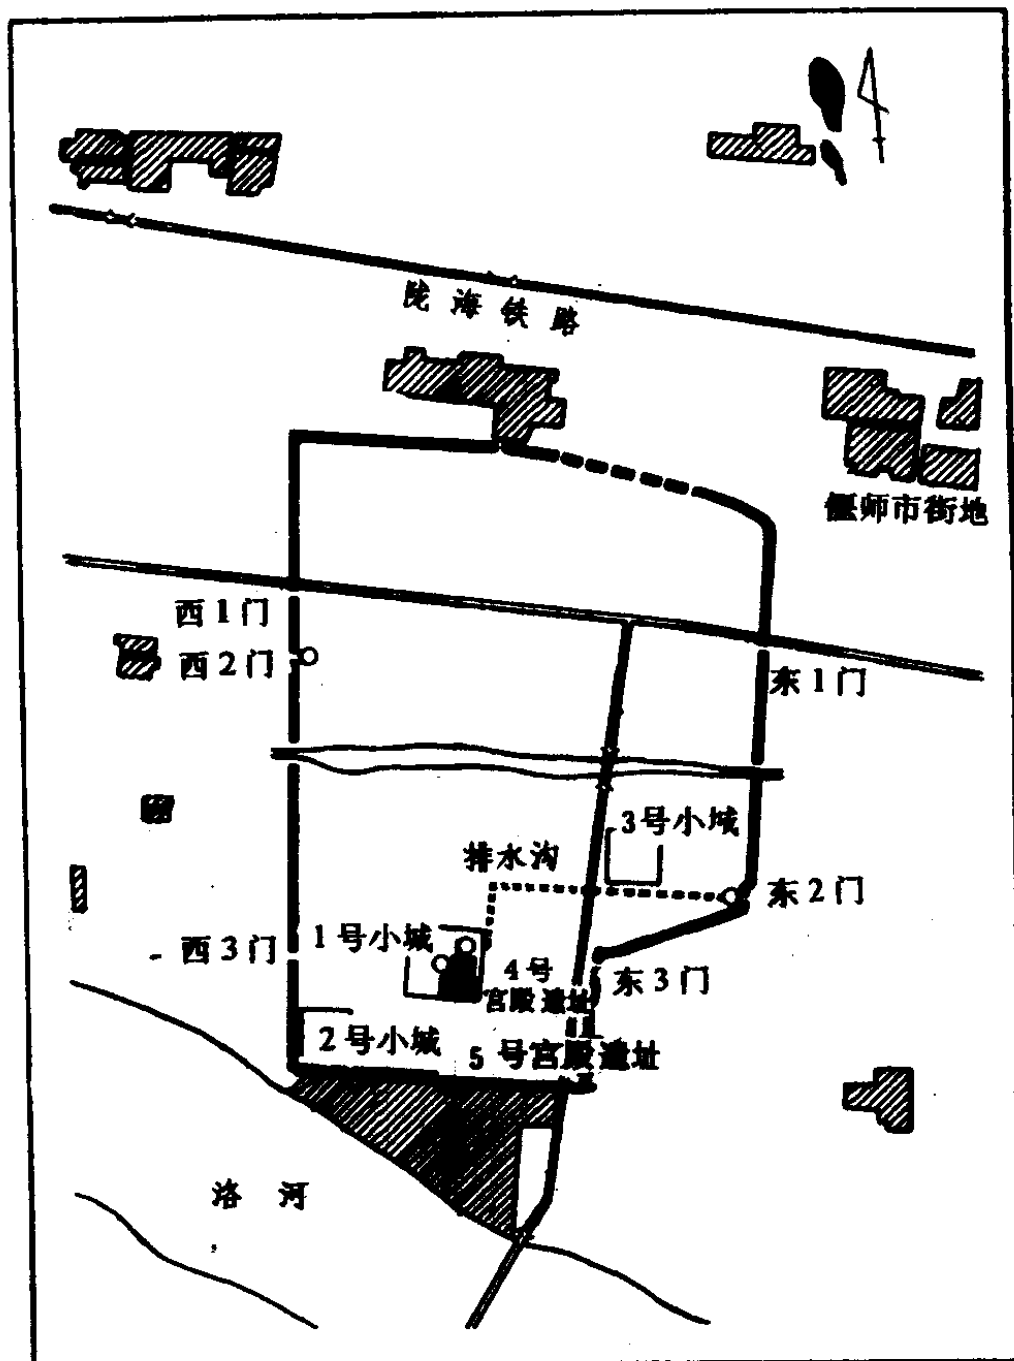 陇海铁路
偃师市街地
西1门
西2门
东1门
3号小城
排水沟
东2门
1号小城
西3门
4号
宫殿遗址
东3门
2号小城
5号宫殿遗址
洛河